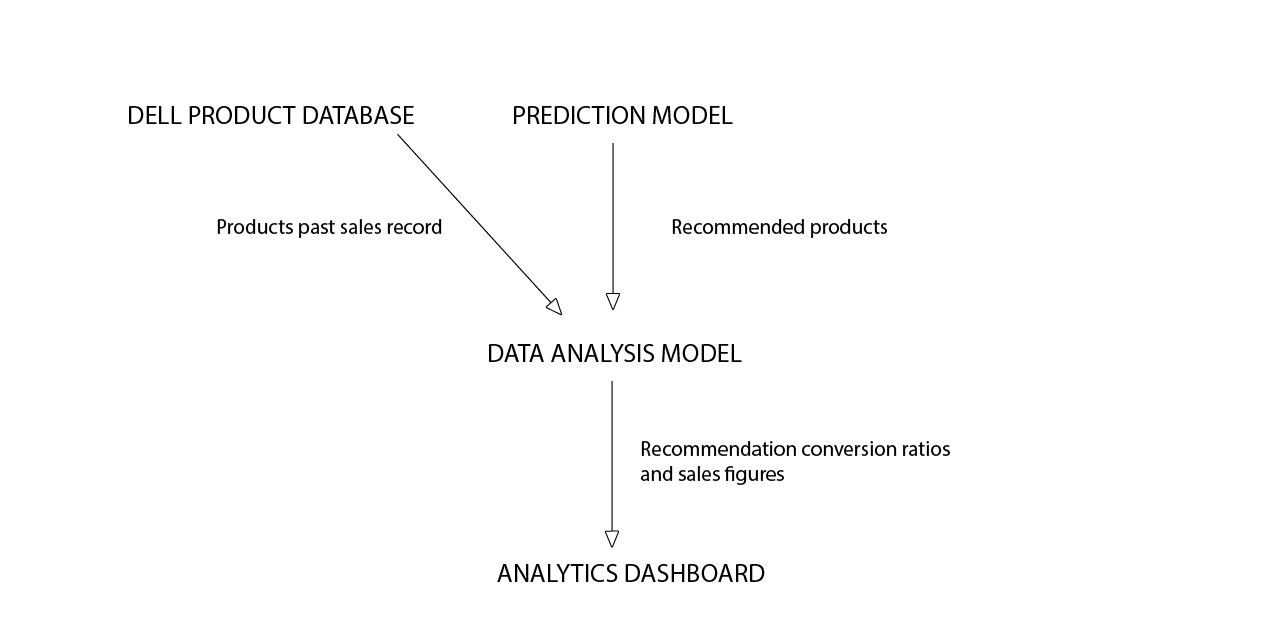 DELL PRODUCT DATABASE
PREDICTION MODEL
Products past sales record
Recommended products
DATA ANALYSIS MODEL
Recommendation conversion ratios
and sales figures
ANALYTICS DASHBOARD